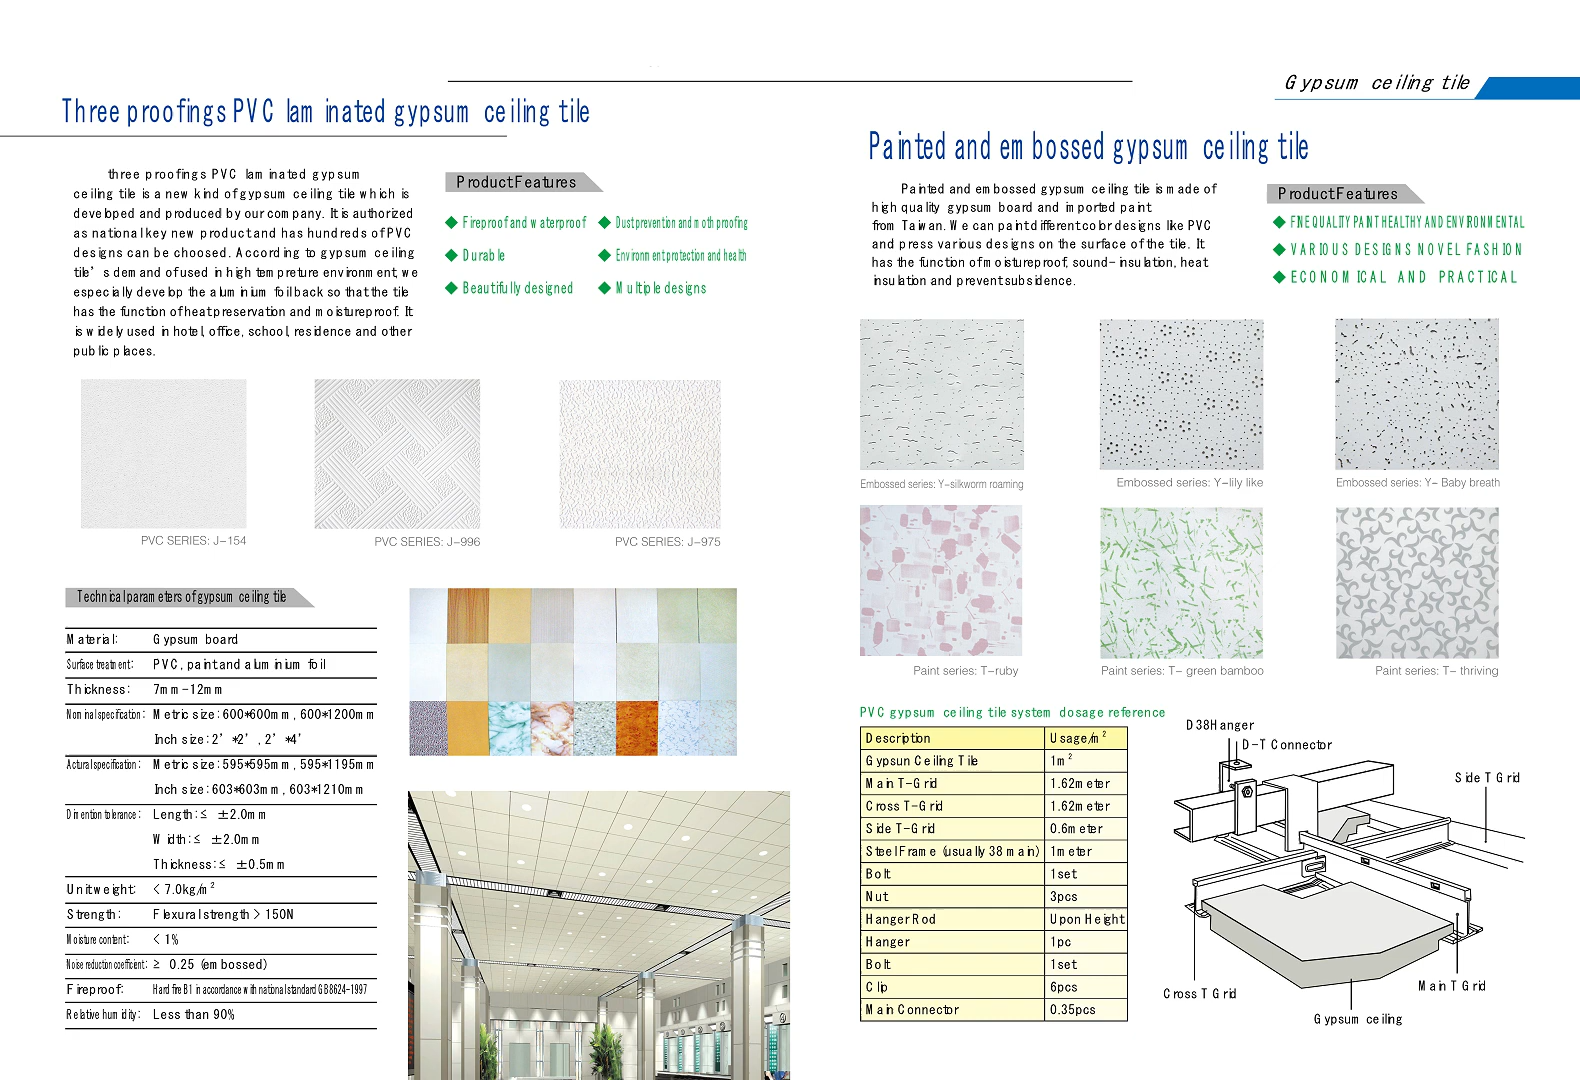 Gypsum ceiling tile
Three proofings PVC laminated gypsum ceiling tile
three proofings PVC laminated gypsum
ceiling tile is a new kind of gypsum ceiling tile which is
developed and produced by our company. It is authorized
as national key new product and has hundreds of PVC
designs can be choosed. According to gypsum ceiling
tile’s demand of used in high tempreture environment, we
especially develop the aluminium foil back so that the tile
has the function of heat preservation and moistureproof. It
is widely used in hotel, office, school, residence and other
public places.
Product Features
◆ Fireproof and waterproof ◆ Dust prevention and moth proofing
◆ Durable ◆ Environment protection and health
◆ Beautifully designed ◆ Multiple designs
PVC SERIES: J-154
PVC SERIES: J-996
PVC SERIES: J-975
Technical parameters of gypsum ceiling tile
Material: Gypsum board
Surface treatment: PVC, paint and aluminium foil
Thickness: 7mm-12mm
Nominal specification: Metric size: 600*600mm, 600*1200mm
Inch size: 2’*2’, 2’*4’
Actural specification: Metric size: 595*595mm, 595*1195mm
Inch size: 603*603mm, 603*1210mm
Dimention tolerance: Length: ≤ ±2.0mm
Width: ≤ ±2.0mm
Thickness: ≤ ±0.5mm
Unit weight: < 7.0kg/m²
Strength: Flexural strength > 150N
Moisture content: < 1%
Noise reduction coefficient: ≥ 0.25 (embossed)
Fireproof: Hard fire B1 in accordance with national standard GB8624-1997
Relative humidity: Less than 90%
Painted and embossed gypsum ceiling tile
Painted and embossed gypsum ceiling tile is made of
high quality gypsum board and imported paint
from Taiwan. We can paint different color designs like PVC
and press various designs on the surface of the tile. It
has the function of moistureproof, sound-insulation, heat
insulation and prevent subsidence.
Product Features
◆ FINE QUALITY PAINT HEALTHY AND ENVIRONMENTAL
◆ VARIOUS DESIGNS NOVEL FASHION
◆ ECONOMICAL AND PRACTICAL
Embossed series: Y-silkworm roaming
Embossed series: Y-lily like
Embossed series: Y- Baby breath
Paint series: T-ruby
Paint series: T- green bamboo
Paint series: T- thriving
PVC gypsum ceiling tile system dosage reference
Description Usage/m²
Gypsun Ceiling Tile 1m²
Main T-Grid 1.62meter
Cross T-Grid 1.62meter
Side T-Grid 0.6meter
Steel Frame (usually 38 main) 1meter
Bolt 1set
Nut 3pcs
Hanger Rod Upon Height
Hanger 1pc
Bolt 1set
Clip 6pcs
Main Connector 0.35pcs
D38Hanger
D-T Connector
Side T Grid
Main T Grid
Cross T Grid
Gypsum ceiling